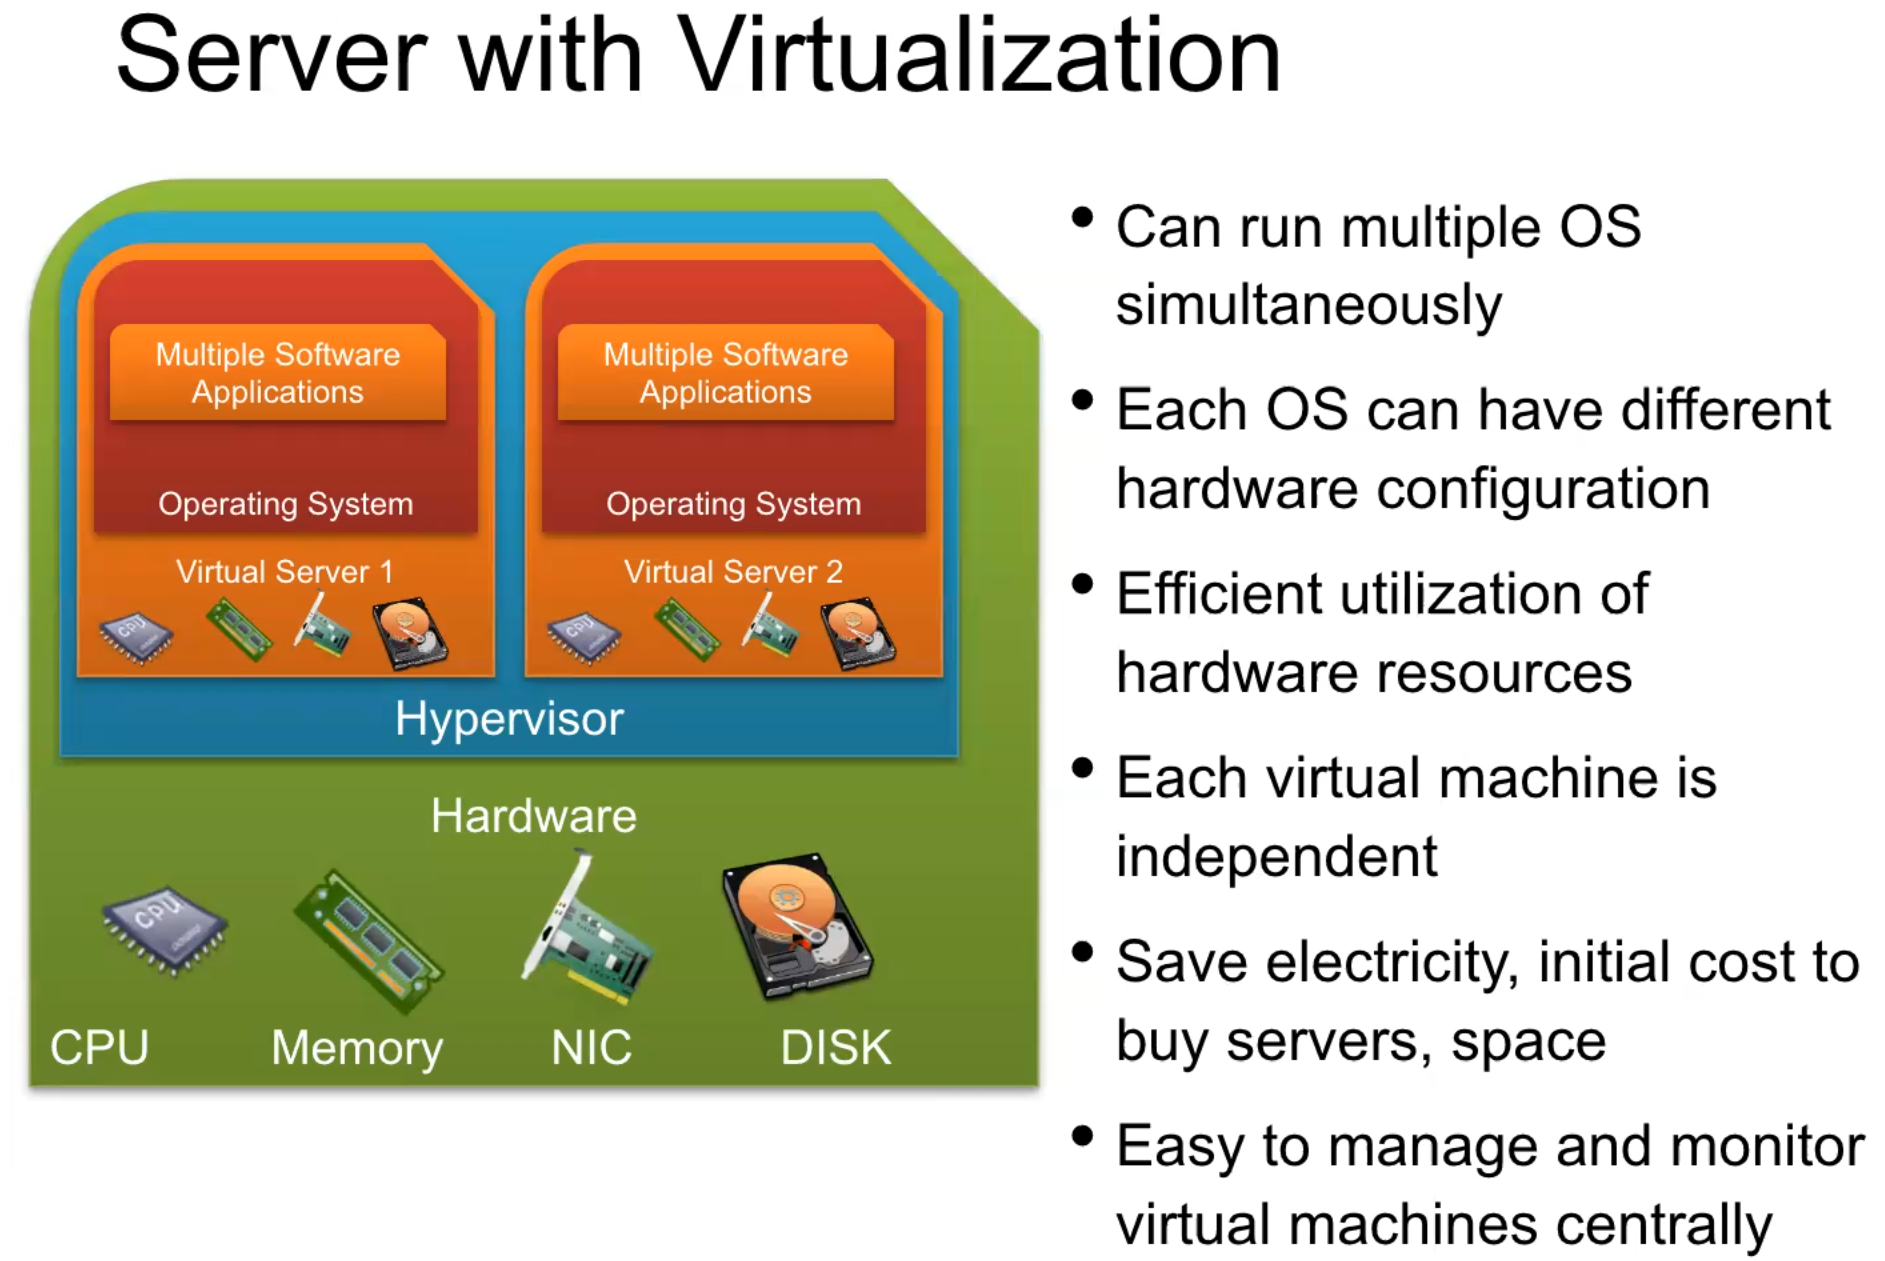 Server with Virtualization
Multiple Software
Applications
Operating System
Virtual Server 1
CPU
Multiple Software
Applications
Operating System
Virtual Server 2
CPU
Hypervisor
Hardware
CPU
CPU
Memory
NIC
DISK
• Can run multiple OS
simultaneously
• Each OS can have different
hardware configuration
• Efficient utilization of
hardware resources
• Each virtual machine is
independent
• Save electricity, initial cost to
buy servers, space
• Easy to manage and monitor
virtual machines centrally